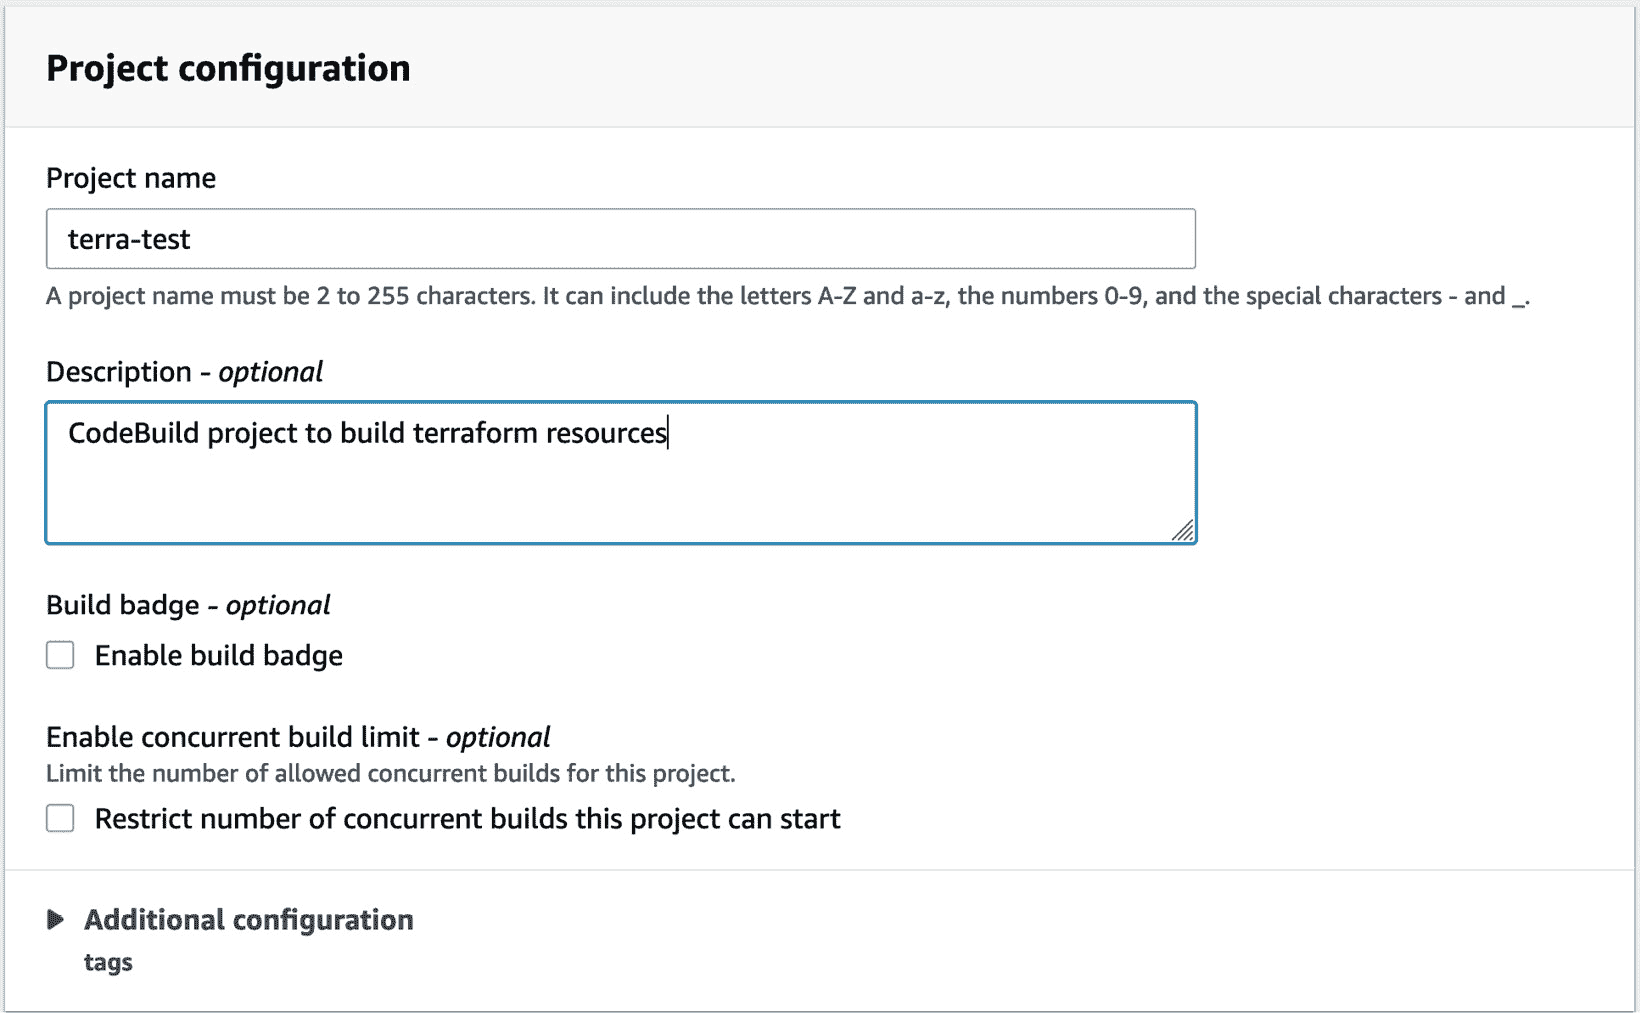 Project configuration
Project name
terra-test
A project name must be 2 to 255 characters. It can include the letters A-Z and a-z, the numbers 0-9, and the special characters - and _.
Description - optional
CodeBuild project to build terraform resources
Build badge - optional
Enable build badge
Enable concurrent build limit - optional
Limit the number of allowed concurrent builds for this project.
Restrict number of concurrent builds this project can start
Additional configuration
tags